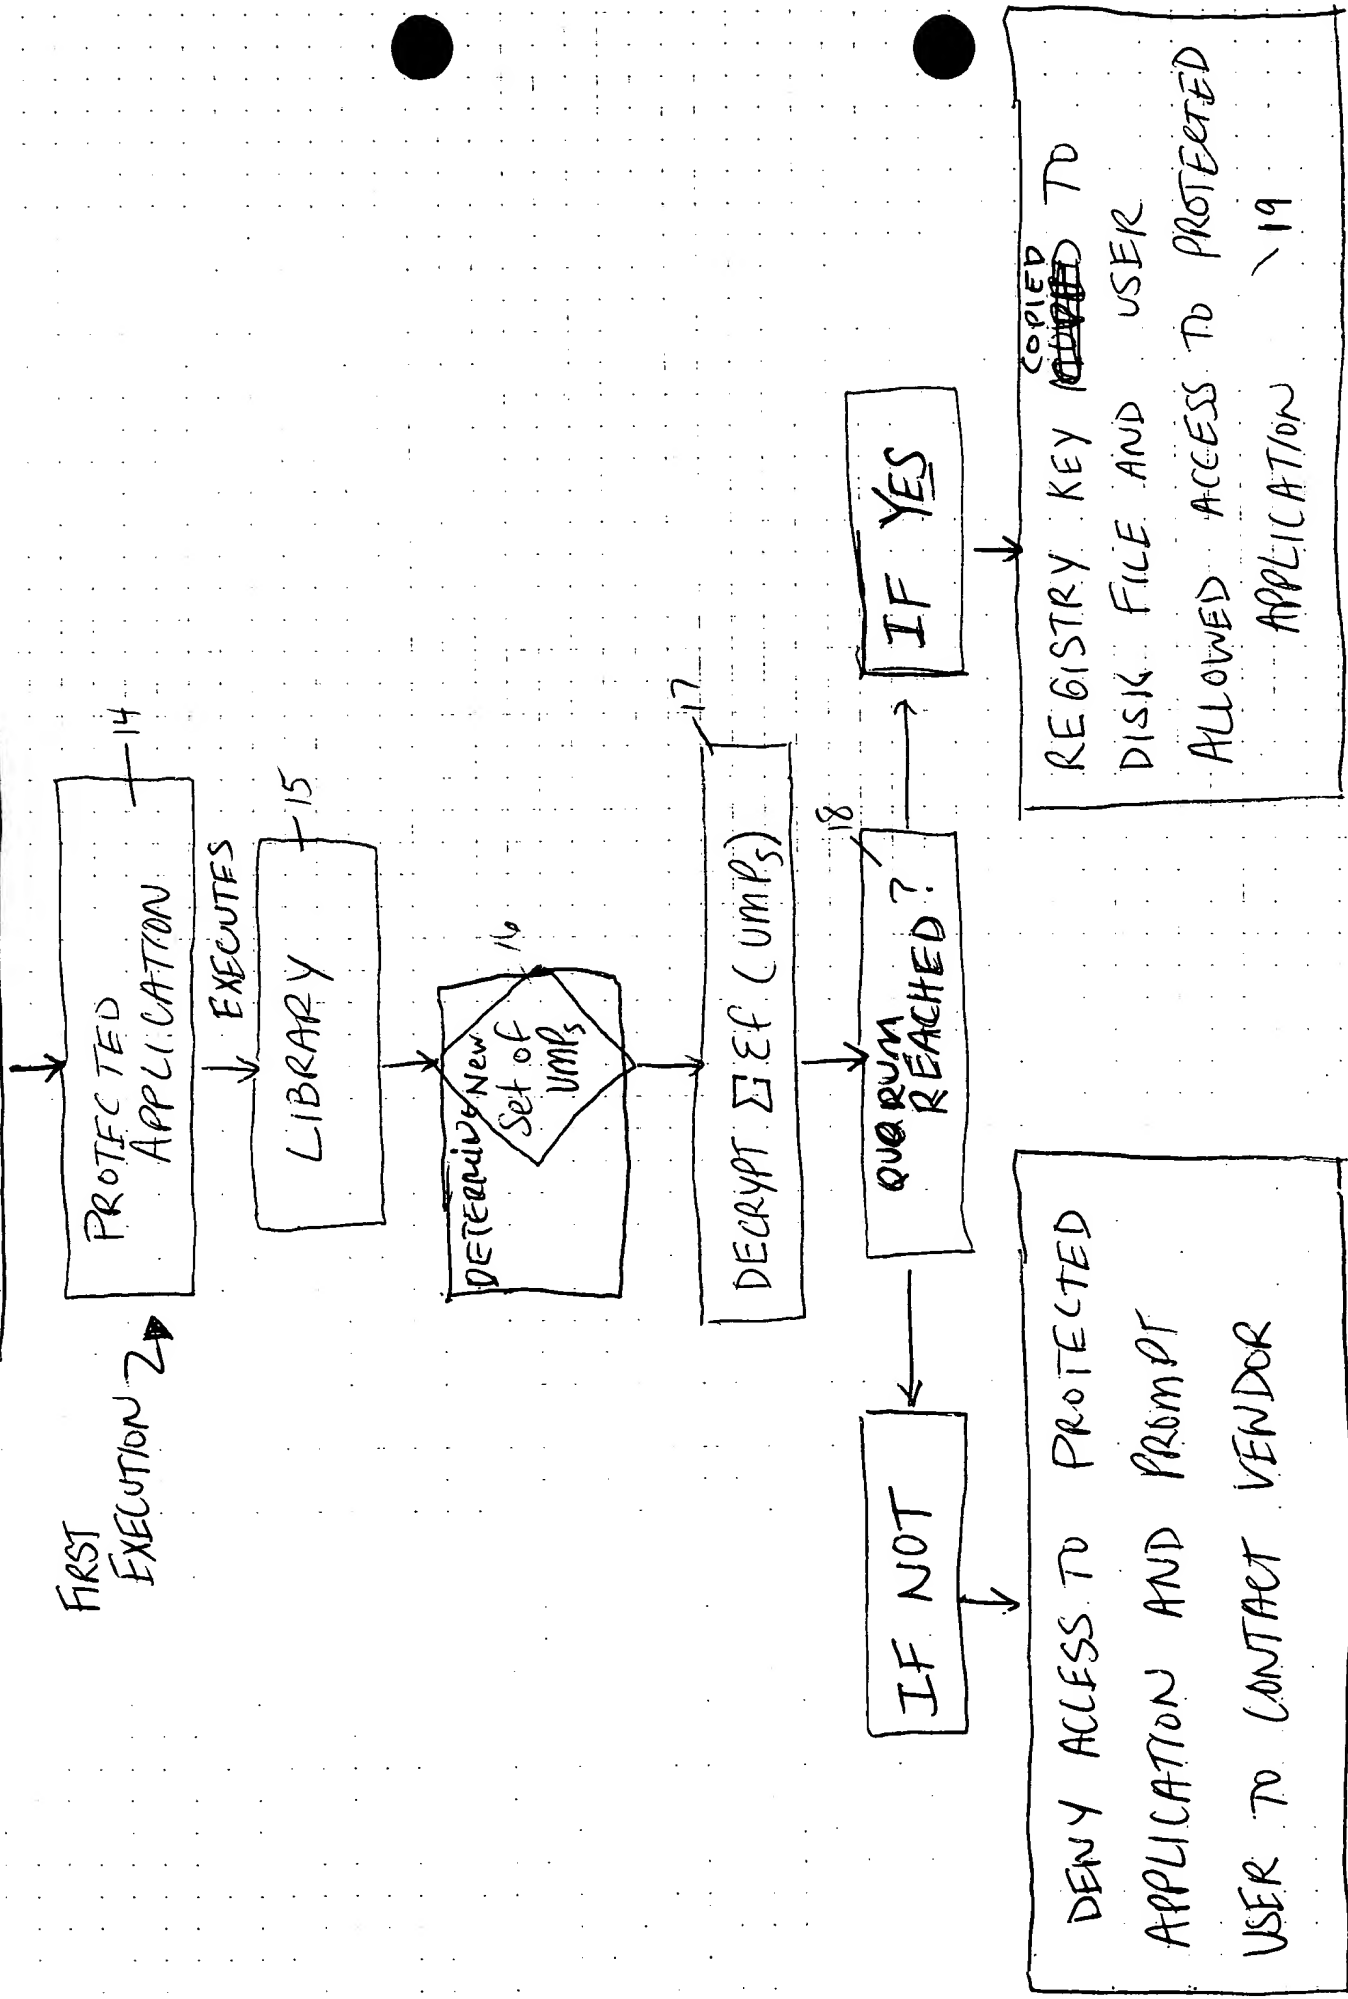 FIRST
EXECUTION
PROTECTED
APPLICATION
14
EXECUTES
LIBRARY
15
DETERMINE New
Set of
UMPs
16
DECRYPT Σ Ef (UMPs)
17
QUORUM
REACHED?
18
IF NOT
IF YES
DENY ACCESS TO PROTECTED
APPLICATION AND PROMPT
USER TO CONTACT VENDOR
COPIED
REGISTRY KEY TO
DISK FILE AND USER
ALLOWED ACCESS TO PROTECTED
APPLICATION
19